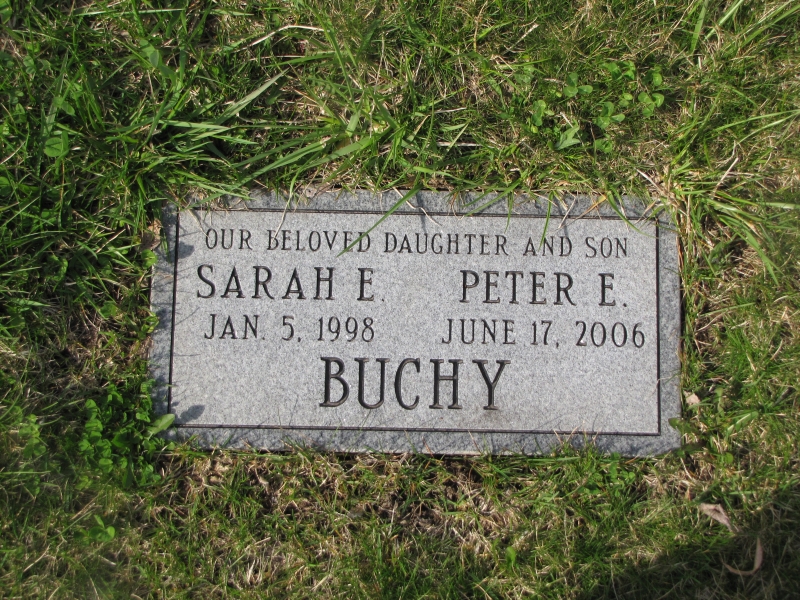 OUR BELOVED DAUGHTER AND SON
SARAH E. PETER E.
JAN. 5, 1998 JUNE 17, 2006
BUCHY